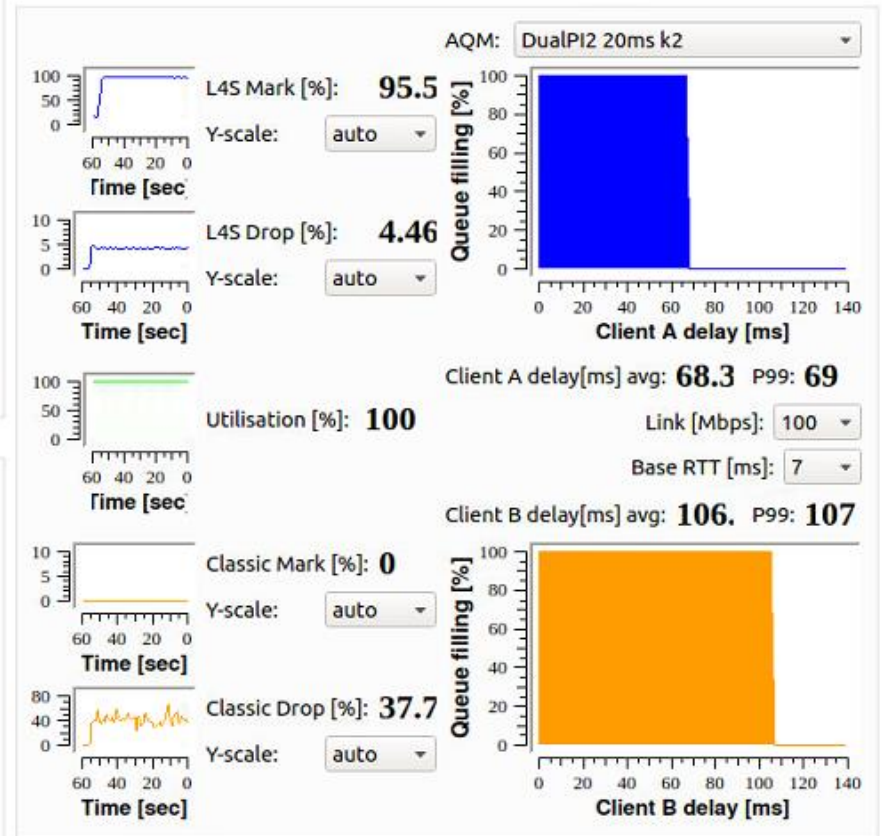 AQM: DualPI2 20ms k2
100
50
0
60 40 20 0
Time [sec]
L4S Mark [%]: 95.5
Y-scale: auto
10
5
0
60 40 20 0
Time [sec]
L4S Drop [%]: 4.46
Y-scale: auto
Queue filling [%]
100
80
60
40
20
0
0 20 40 60 80 100 120 140
Client A delay [ms]
100
50
0
60 40 20 0
Time [sec]
Utilisation [%]: 100
Client A delay[ms] avg: 68.3 P99: 69
Link [Mbps]: 100
Base RTT [ms]: 7
Client B delay[ms] avg: 106. P99: 107
10
5
0
60 40 20 0
Time [sec]
Classic Mark [%]: 0
Y-scale: auto
80
40
0
60 40 20 0
Time [sec]
Classic Drop [%]: 37.7
Y-scale: auto
Queue filling [%]
100
80
60
40
20
0
0 20 40 60 80 100 120 140
Client B delay [ms]